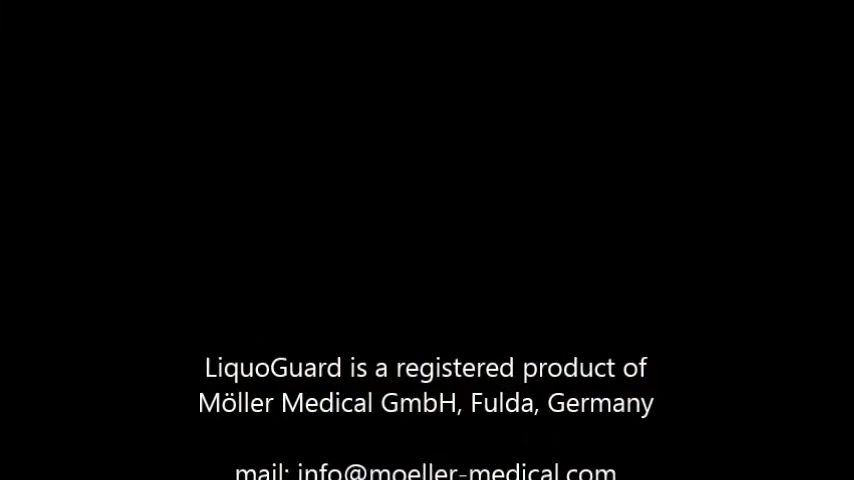 LiquoGuard is a registered product of
Möller Medical GmbH, Fulda, Germany
mail: info@moeller-medical.com